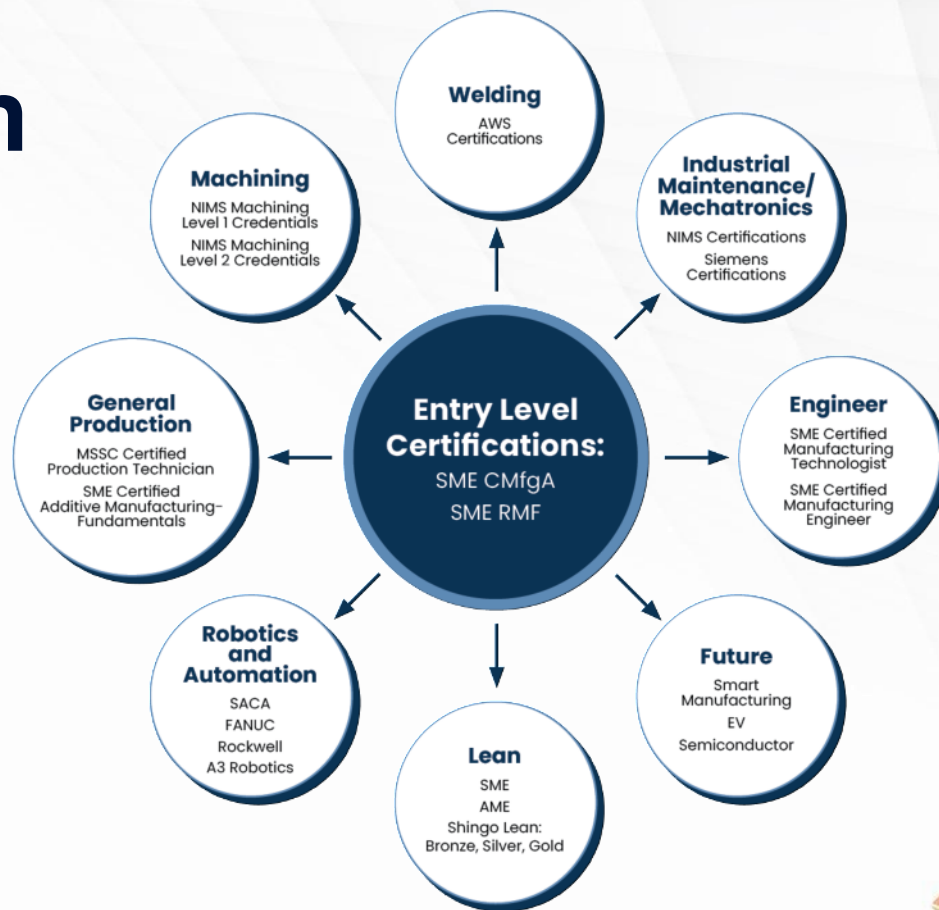 n
Welding
AWS
Certifications
Machining
NIMS Machining
Level 1 Credentials
NIMS Machining
Level 2 Credentials
Industrial
Maintenance/
Mechatronics
NIMS Certifications
Siemens
Certifications
General
Production
MSSC Certified
Production Technician
SME Certified
Additive Manufacturing-
Fundamentals
Entry Level
Certifications:
SME CMfgA
SME RMF
Engineer
SME Certified
Manufacturing
Technologist
SME Certified
Manufacturing
Engineer
Robotics
and
Automation
SACA
FANUC
Rockwell
A3 Robotics
Lean
SME
AME
Shingo Lean:
Bronze, Silver, Gold
Future
Smart
Manufacturing
EV
Semiconductor